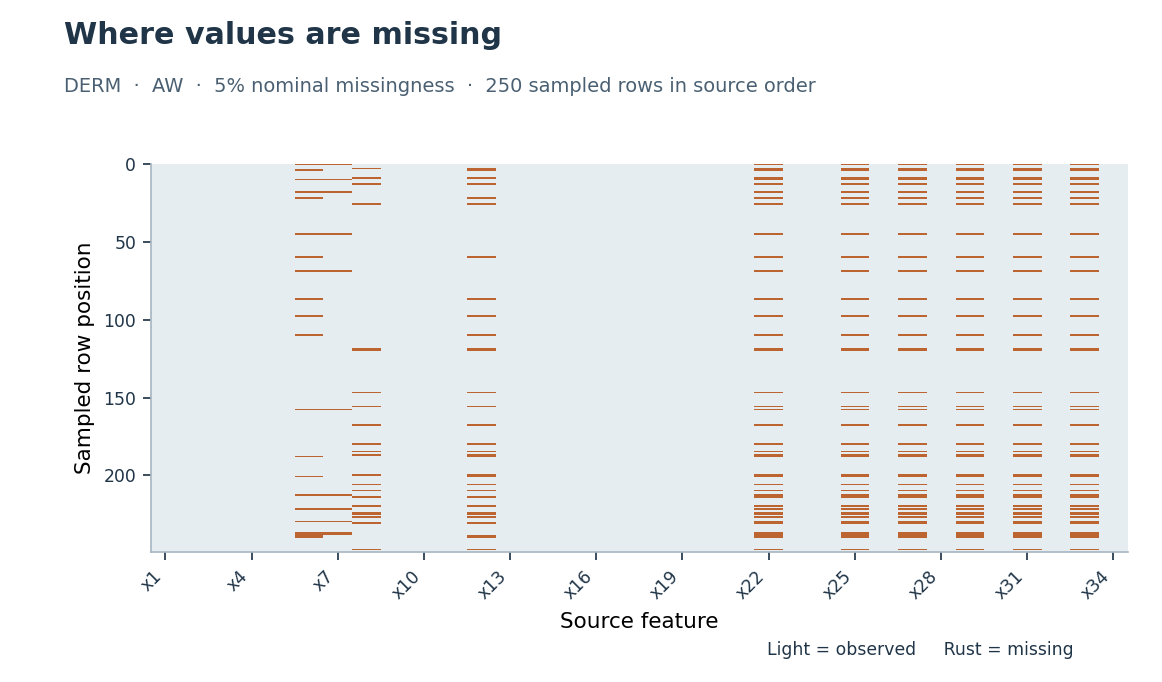 Where values are missing
DERM · AW · 5% nominal missingness · 250 sampled rows in source order
0
50
100
150
200
Sampled row position
x1 x4 x7 x10 x13 x16 x19 x22 x25 x28 x31 x34
Source feature
Light = observed Rust = missing